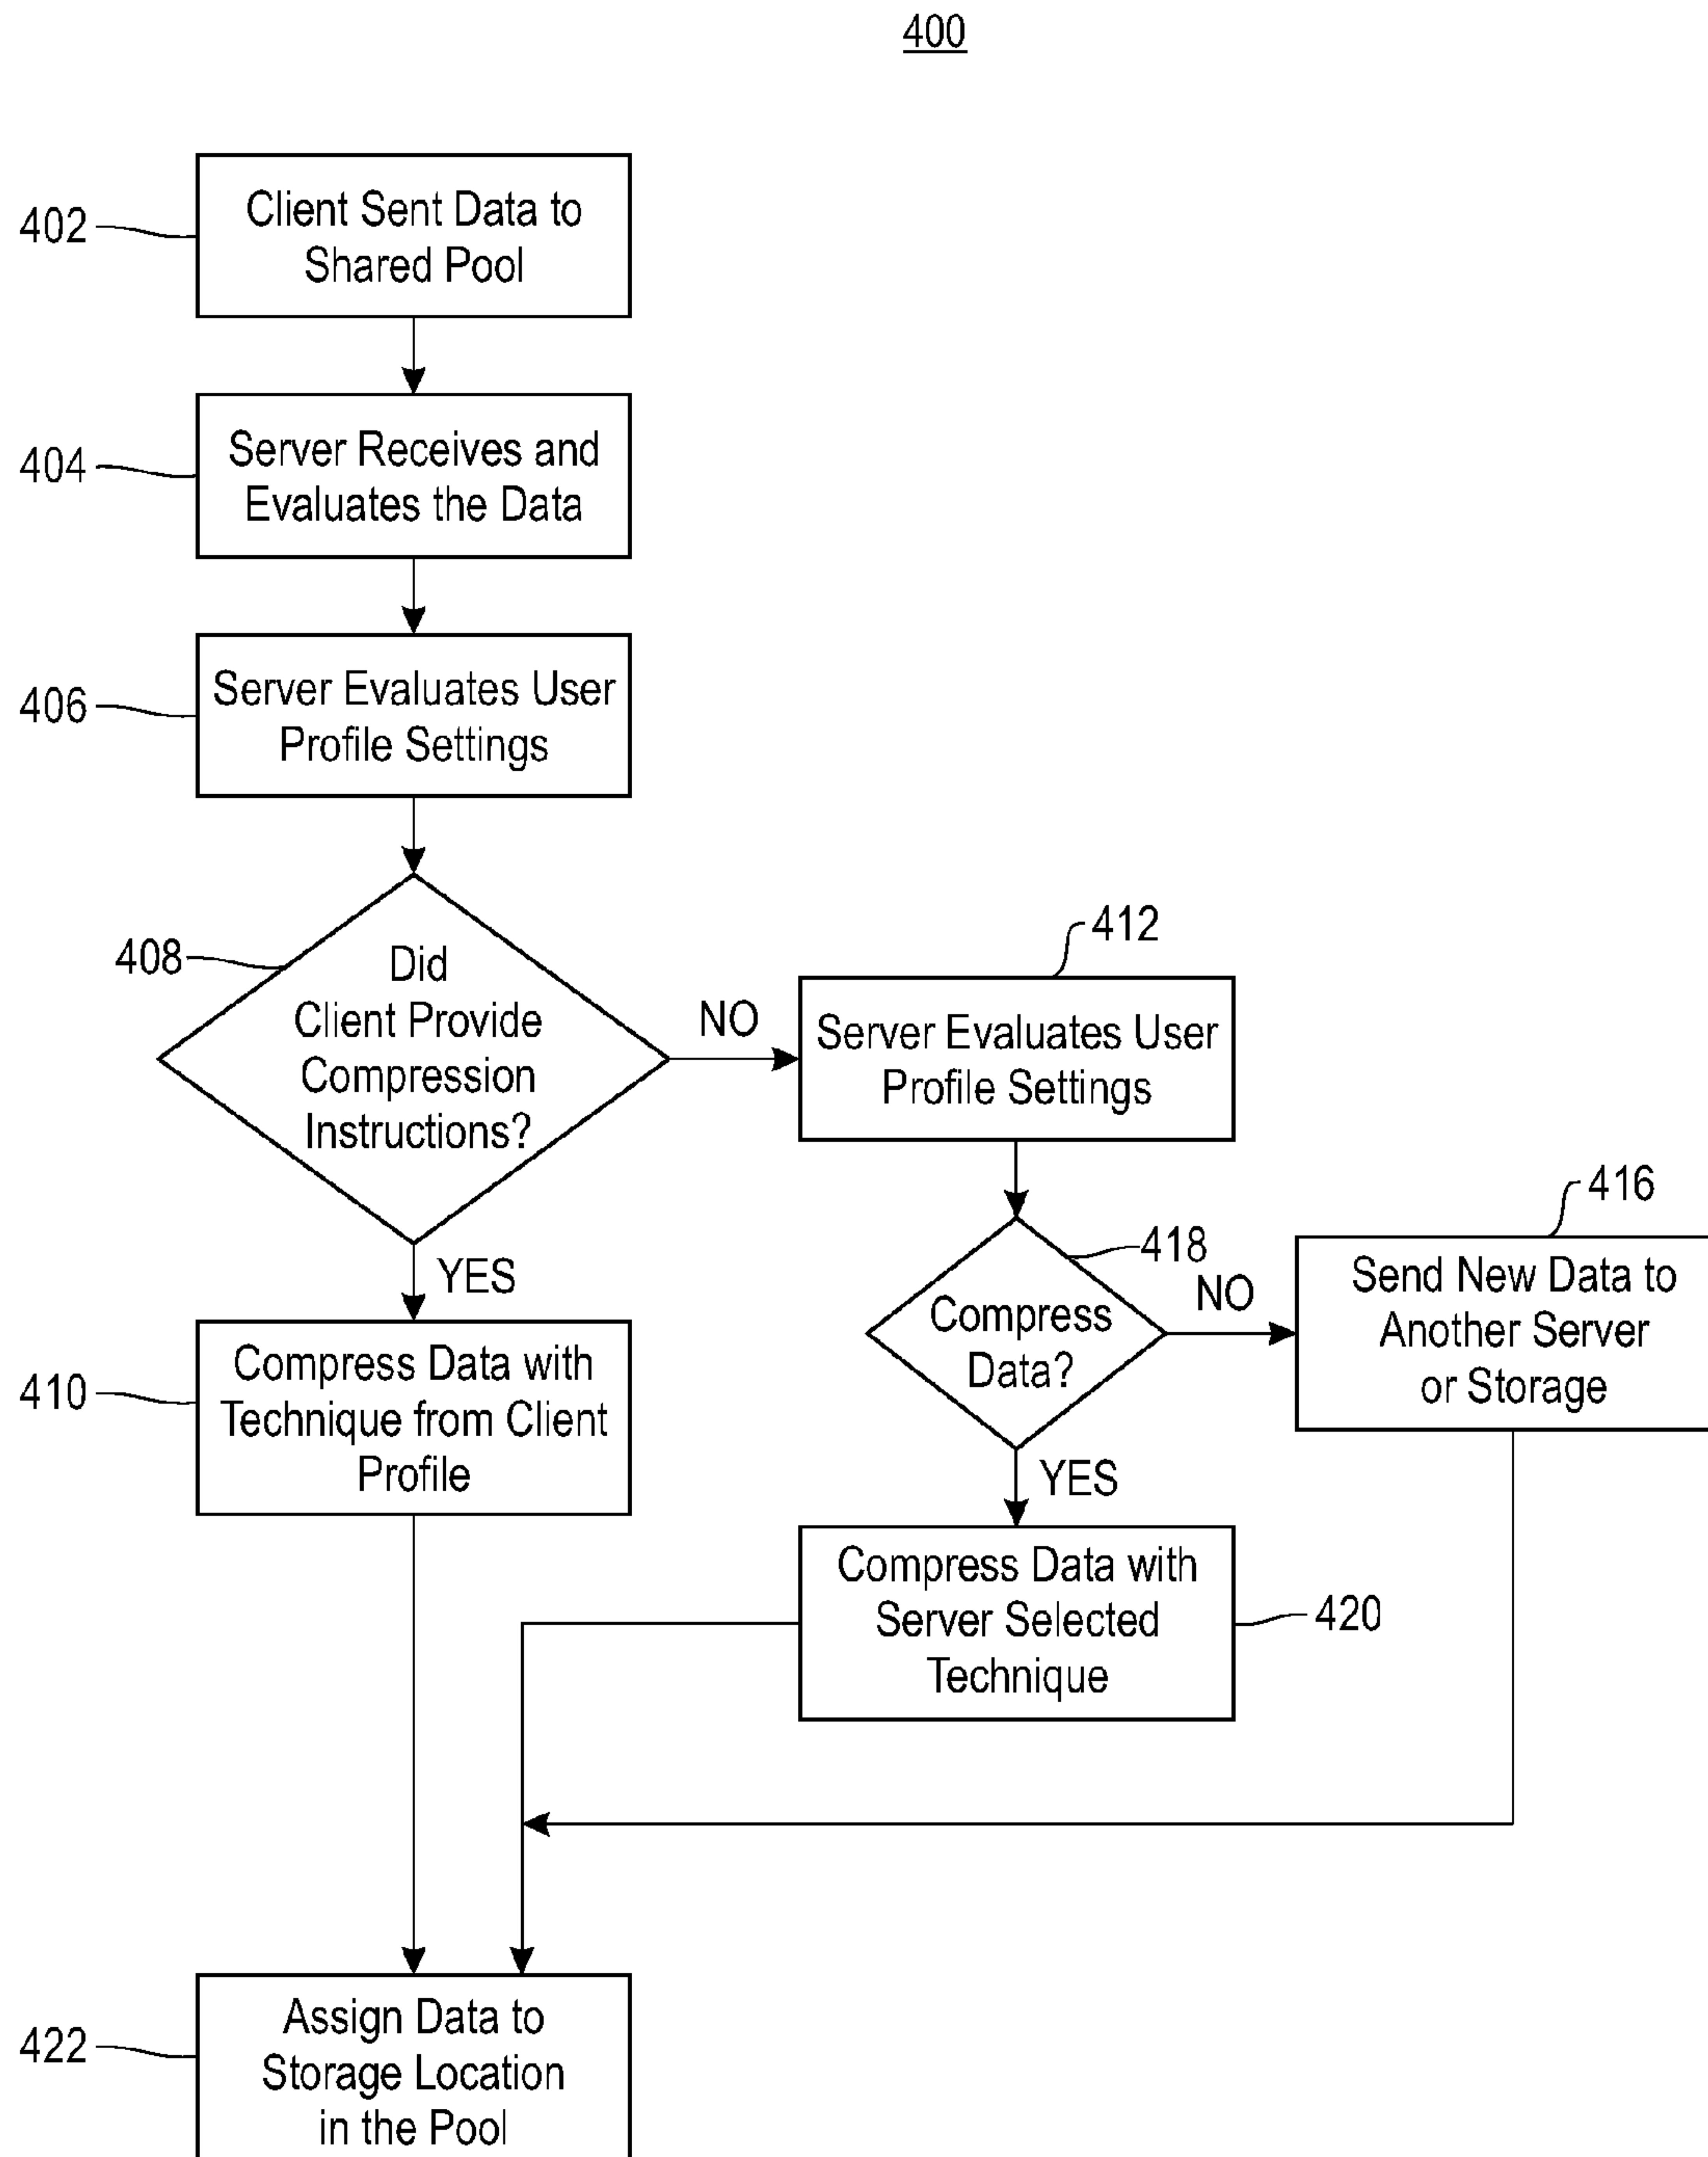 400
402
Client Sent Data to
Shared Pool
404
Server Receives and
Evaluates the Data
406
Server Evaluates User
Profile Settings
408
Did
Client Provide
Compression
Instructions?
NO
412
Server Evaluates User
Profile Settings
YES
410
Compress Data with
Technique from Client
Profile
418
Compress
Data?
NO
416
Send New Data to
Another Server
or Storage
YES
Compress Data with
Server Selected
Technique
420
422
Assign Data to
Storage Location
in the Pool